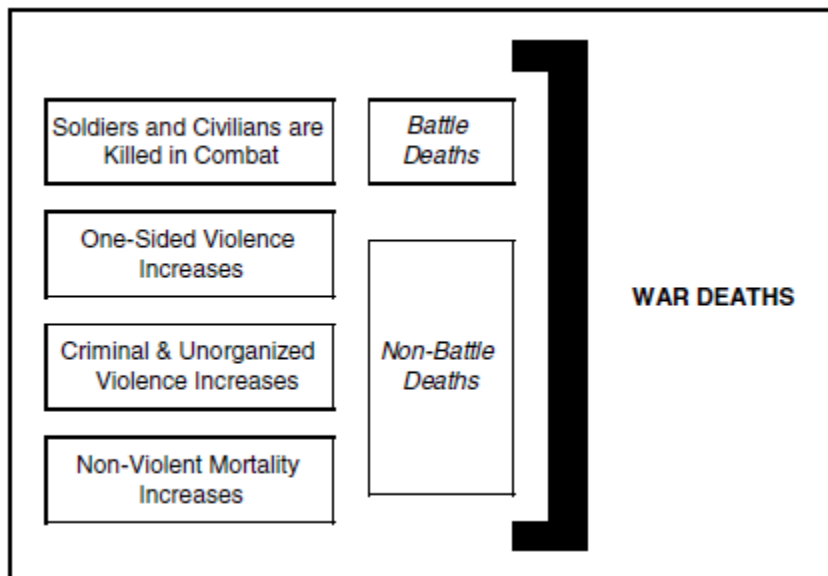 Soldiers and Civilians are
Killed in Combat
Battle
Deaths
One-Sided Violence
Increases
Criminal & Unorganized
Violence Increases
Non-Battle
Deaths
Non-Violent Mortality
Increases
WAR DEATHS